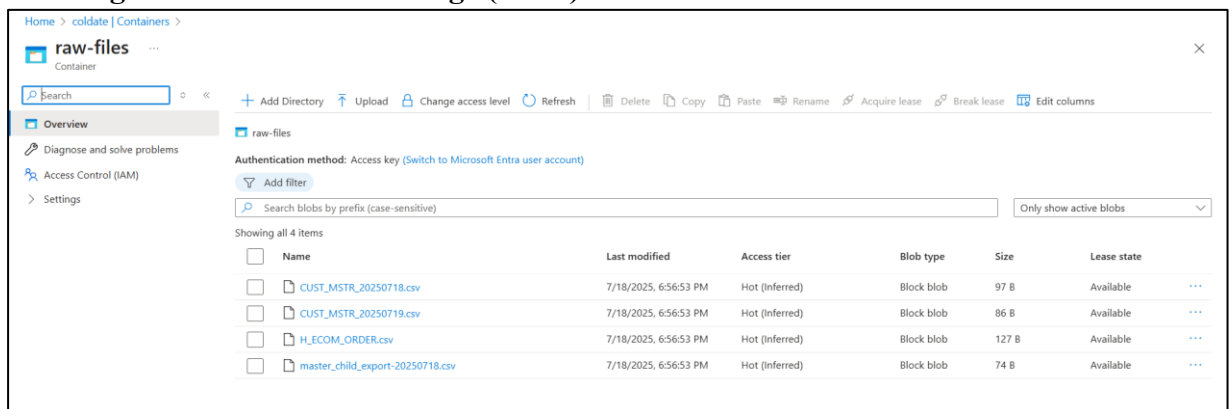 Home > coldate | Containers >
raw-files ...
Container
Search
Add Directory Upload Change access level Refresh Delete Copy Paste Rename Acquire lease Break lease Edit columns
Overview
Diagnose and solve problems
Access Control (IAM)
Settings
raw-files
Authentication method: Access key (Switch to Microsoft Entra user account)
Add filter
Search blobs by prefix (case-sensitive) Only show active blobs
Showing all 4 items
Name Last modified Access tier Blob type Size Lease state
CUST_MSTR_20250718.csv 7/18/2025, 6:56:53 PM Hot (Inferred) Block blob 97 B Available ...
CUST_MSTR_20250719.csv 7/18/2025, 6:56:53 PM Hot (Inferred) Block blob 86 B Available ...
H_ECOM_ORDER.csv 7/18/2025, 6:56:53 PM Hot (Inferred) Block blob 127 B Available ...
master_child_export-20250718.csv 7/18/2025, 6:56:53 PM Hot (Inferred) Block blob 74 B Available ...